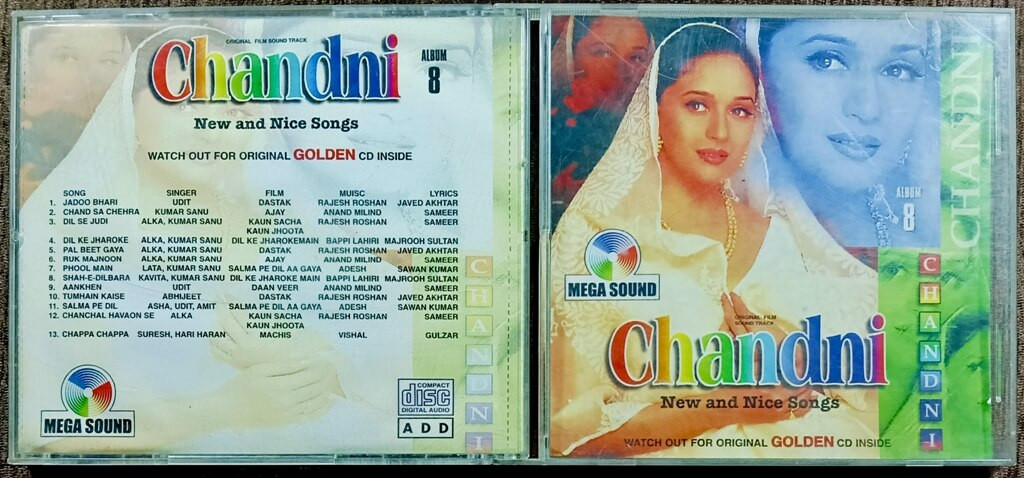 ORIGINAL FILM SOUND TRACK
Chandni
ALBUM
8
New and Nice Songs
WATCH OUT FOR ORIGINAL GOLDEN CD INSIDE
SONG SINGER FILM MUISC LYRICS
1. JADOO BHARI UDIT DASTAK RAJESH ROSHAN JAVED AKHTAR
2. CHAND SA CHEHRA KUMAR SANU AJAY ANAND MILIND SAMEER
3. DIL SE JUDI ALKA, KUMAR SANU KAUN SACHA RAJESH ROSHAN SAMEER
KAUN JHOOTA
4. DIL KE JHAROKE ALKA, KUMAR SANU DIL KE JHAROKEMAIN BAPPI LAHIRI MAJROOH SULTAN
5. PAL BEET GAYA ALKA, KUMAR SANU DASTAK RAJESH ROSHAN JAVED AKHTAR
6. RUK MAJNOON ALKA, KUMAR SANU AJAY ANAND MILIND SAMEER
7. PHOOL MAIN LATA, KUMAR SANU SALMA PE DIL AA GAYA ADESH SAWAN KUMAR
8. SHAH-E-DILBARA KAVITA, KUMAR SANU DIL KE JHAROKE MAIN BAPPI LAHIRI MAJROOH SULTAN
9. AANKHEN UDIT DAAN VEER ANAND MILIND SAMEER
10. TUMHAIN KAISE ABHIJEET DASTAK RAJESH ROSHAN JAVED AKHTAR
11. SALMA PE DIL ASHA, UDIT, AMIT SALMA PE DIL AA GAYA ADESH SAWAN KUMAR
12. CHANCHAL HAVAON SE ALKA KAUN SACHA RAJESH ROSHAN SAMEER
KAUN JHOOTA
13. CHAPPA CHAPPA SURESH, HARI HARAN MACHIS VISHAL GULZAR
CHANDNI
MEGA SOUND
COMPACT
disc
DIGITAL AUDIO
ADD
CHANDNI
ALBUM
8
MEGA SOUND
CHANDNI
ORIGINAL FILM
SOUND TRACK
Chandni
New and Nice Songs
WATCH OUT FOR ORIGINAL GOLDEN CD INSIDE